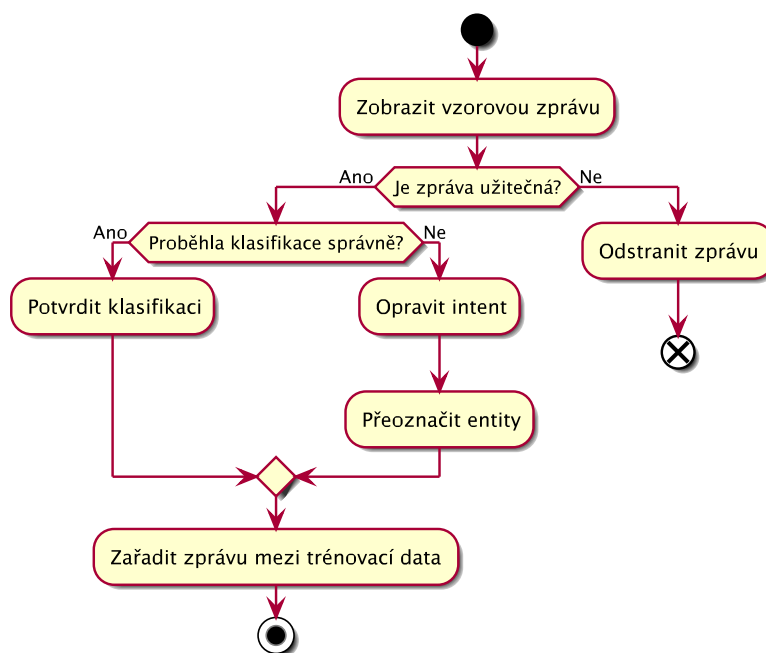 Zobrazit vzorovou zprávu
Ano
Je zpráva užitečná?
Ne
Ano
Proběhla klasifikace správně?
Ne
Odstranit zprávu
Potvrdit klasifikaci
Opravit intent
Přeoznačit entity
Zařadit zprávu mezi trénovací data